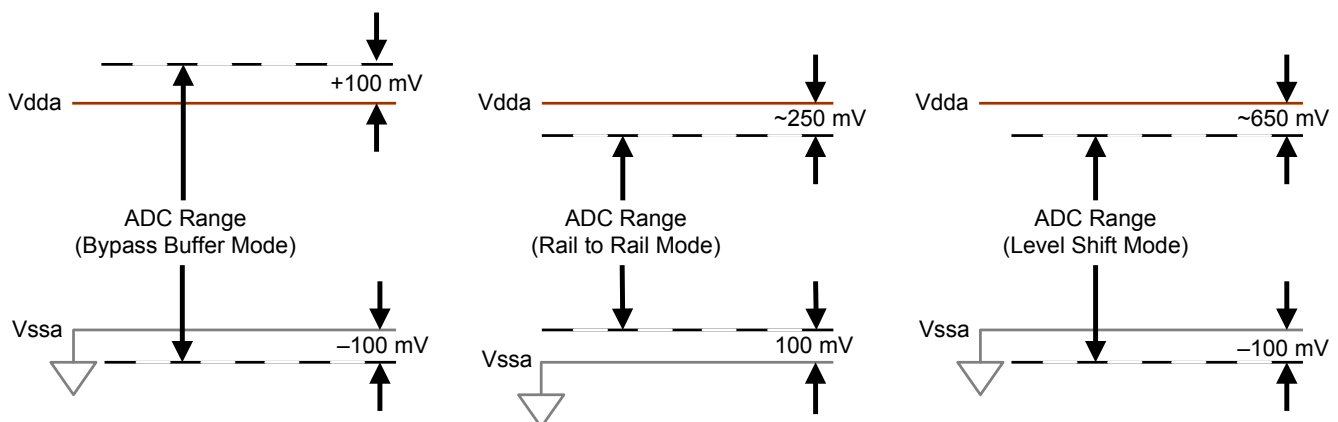 +100 mV
Vdda
ADC Range
(Bypass Buffer Mode)
Vssa
–100 mV
Vdda
~250 mV
ADC Range
(Rail to Rail Mode)
100 mV
Vssa
Vdda
~650 mV
ADC Range
(Level Shift Mode)
Vssa
–100 mV